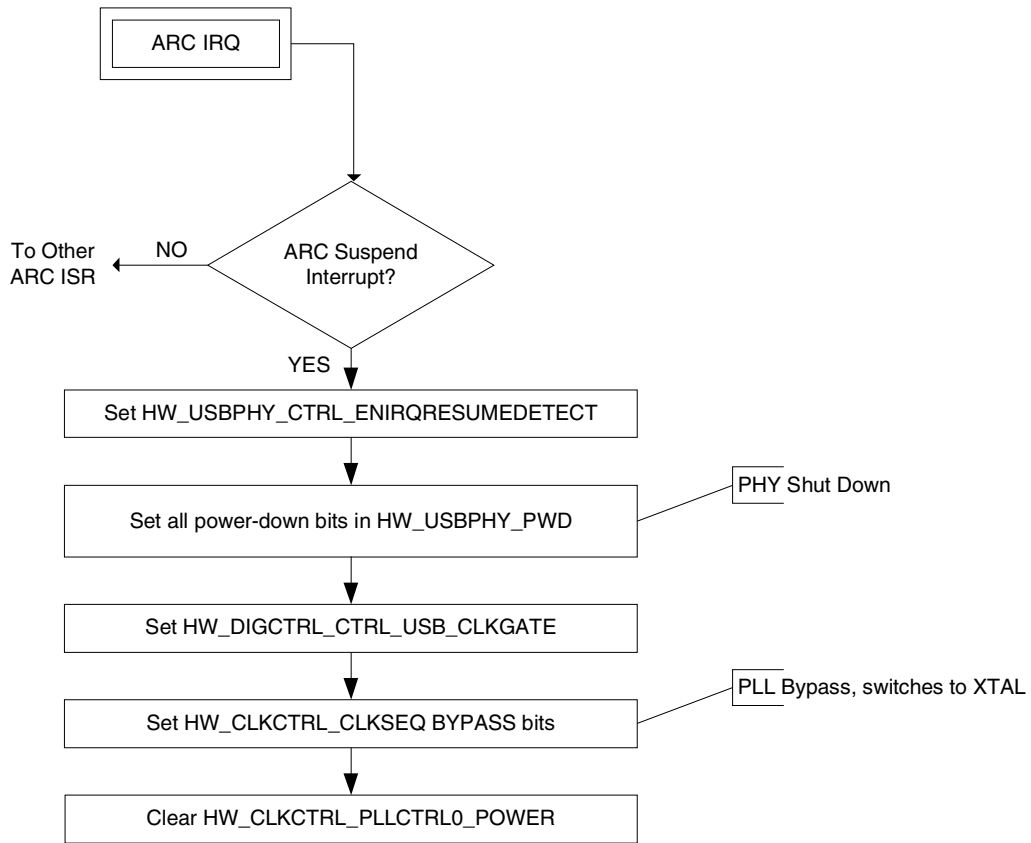 ARC IRQ
ARC Suspend
Interrupt?
NO
To Other
ARC ISR
YES
Set HW_USBPHY_CTRL_ENIRQRESUMEDETECT
PHY Shut Down
Set all power-down bits in HW_USBPHY_PWD
Set HW_DIGCTRL_CTRL_USB_CLKGATE
PLL Bypass, switches to XTAL
Set HW_CLKCTRL_CLKSEQ BYPASS bits
Clear HW_CLKCTRL_PLLCTRL0_POWER